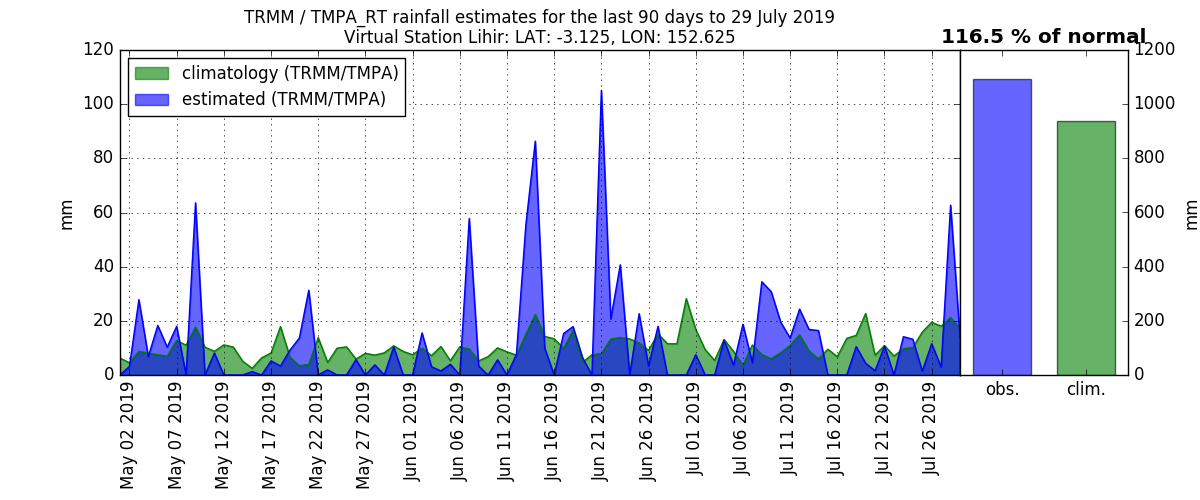 TRMM / TMPA_RT rainfall estimates for the last 90 days to 29 July 2019
Virtual Station Lihir: LAT: -3.125, LON: 152.625
116.5 % of normal
climatology (TRMM/TMPA)
estimated (TRMM/TMPA)
mm
120
100
80
60
40
20
0
1200
1000
800
600
400
200
0
mm
obs.
clim.
May 02 2019
May 07 2019
May 12 2019
May 17 2019
May 22 2019
May 27 2019
Jun 01 2019
Jun 06 2019
Jun 11 2019
Jun 16 2019
Jun 21 2019
Jun 26 2019
Jul 01 2019
Jul 06 2019
Jul 11 2019
Jul 16 2019
Jul 21 2019
Jul 26 2019